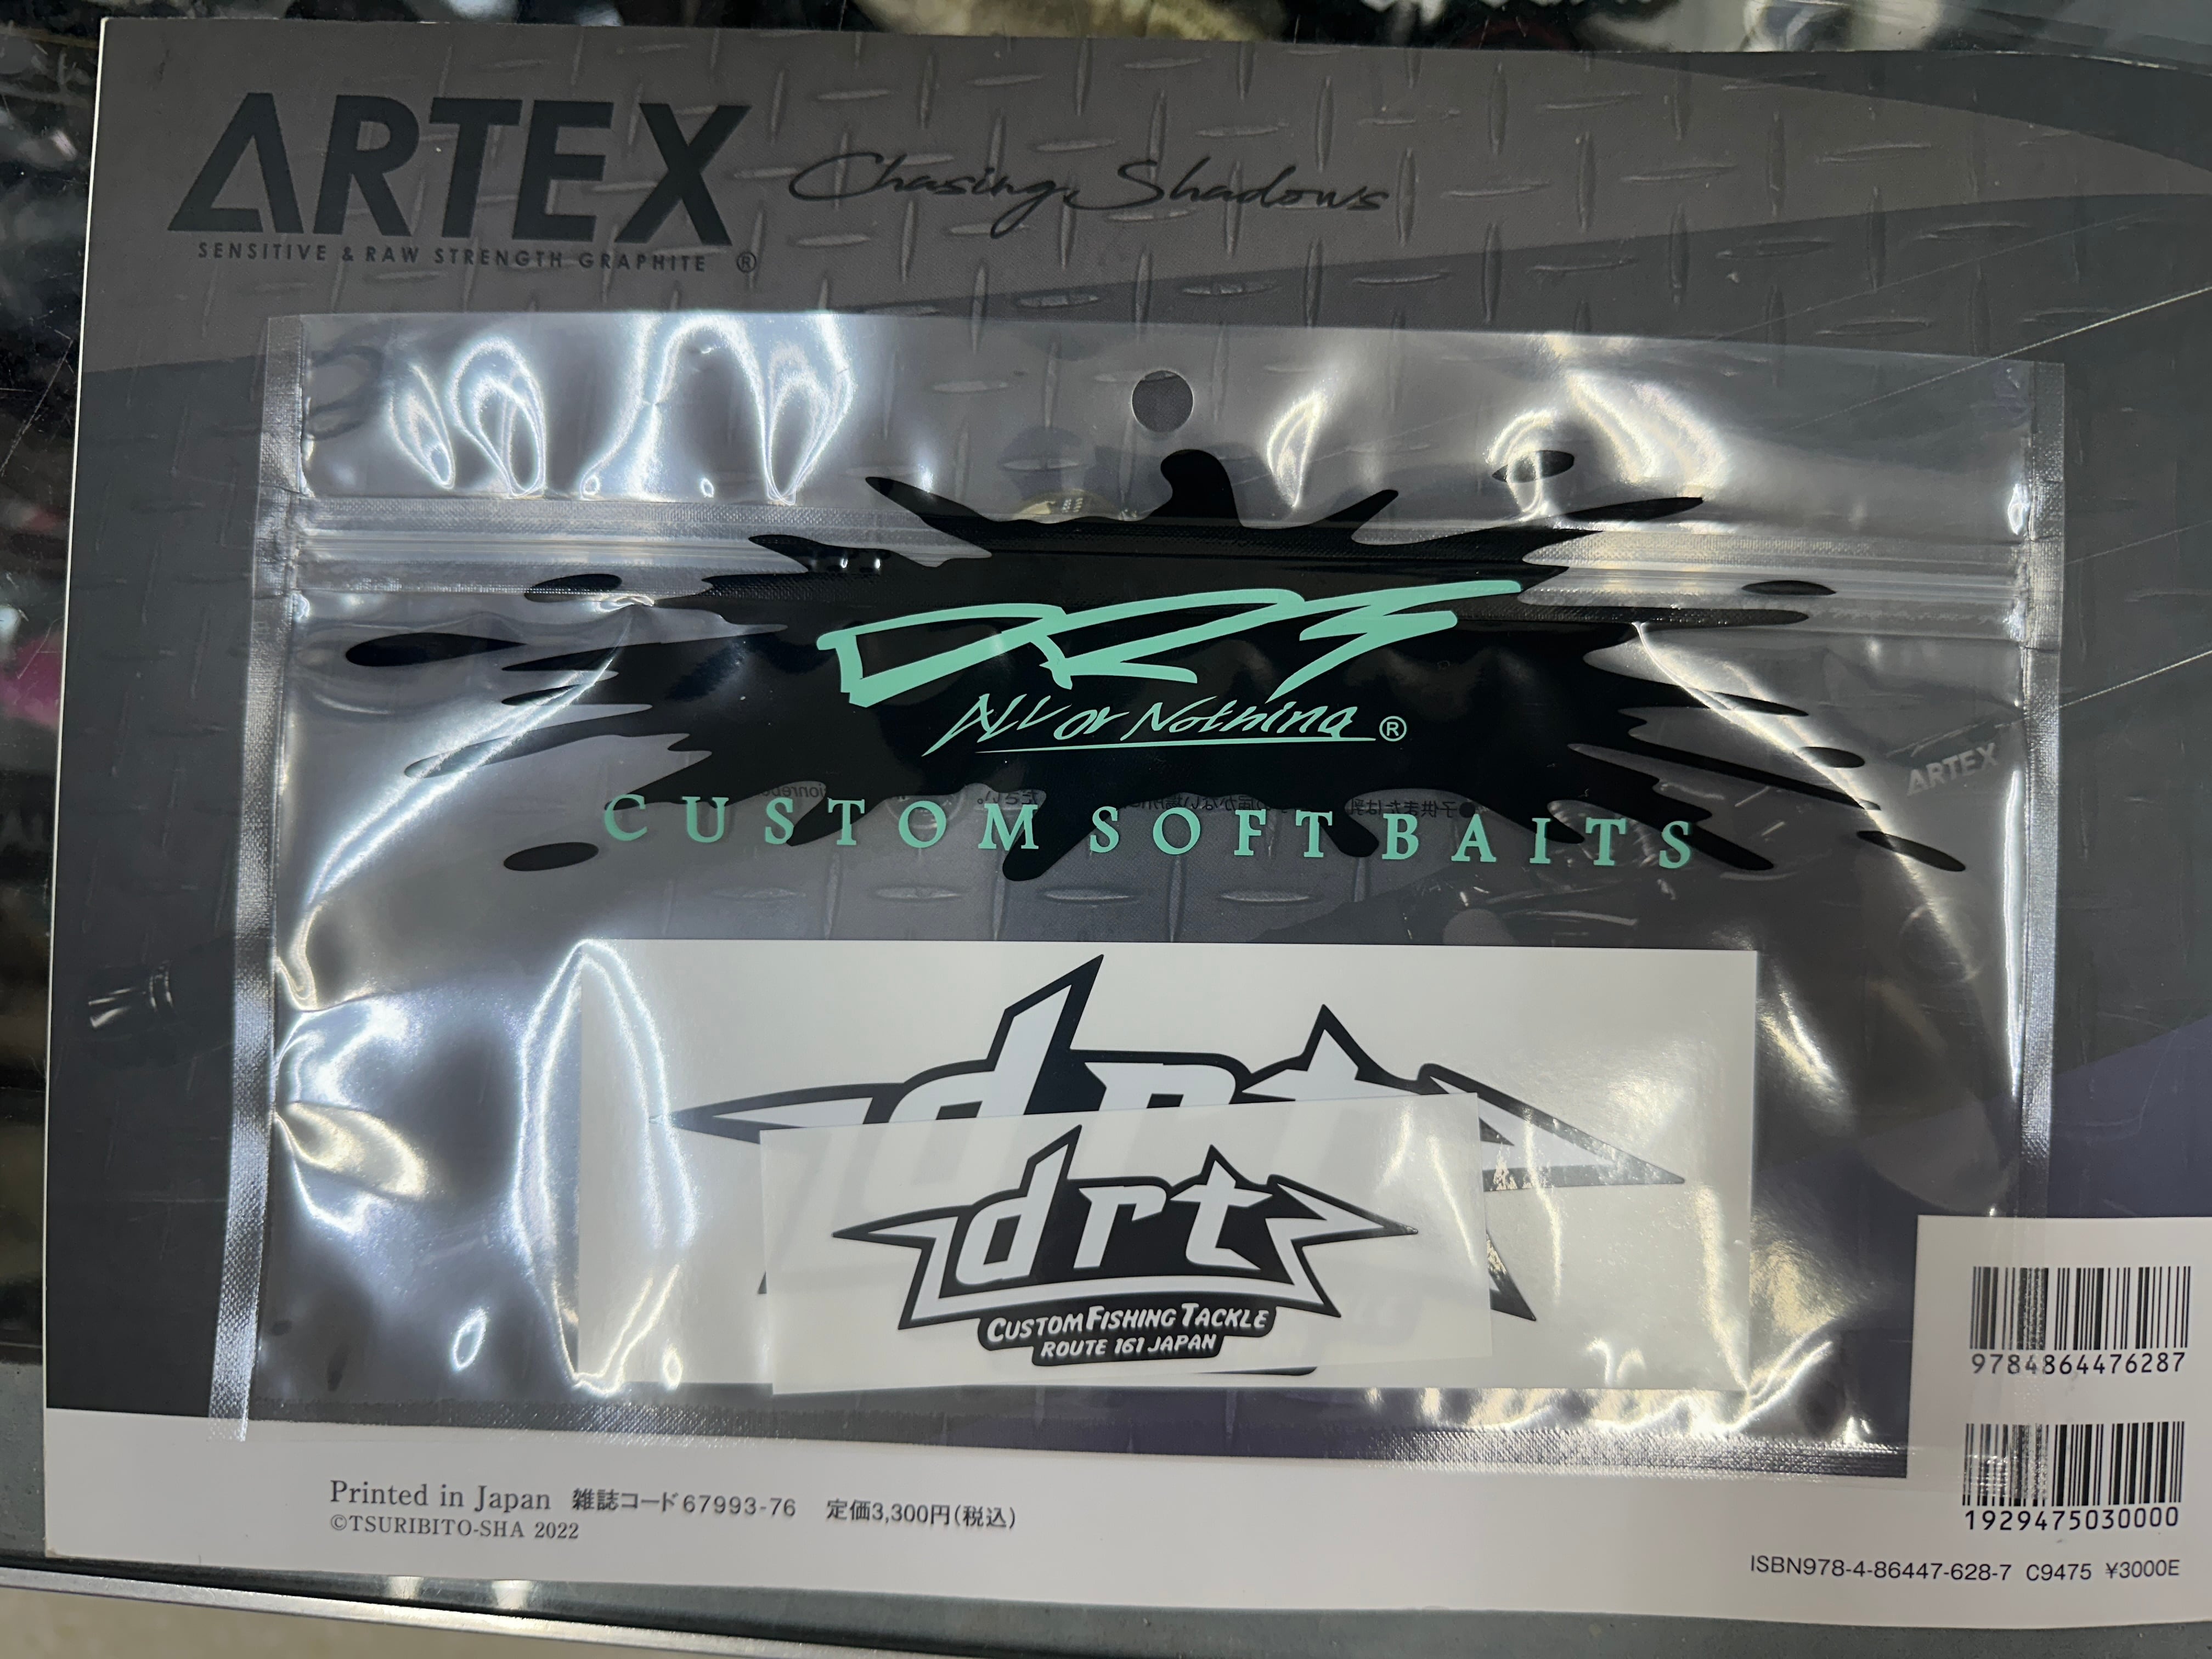 ARTEX Chasing Shadows
SENSITIVE & RAW STRENGTH GRAPHITE ®
DRT
ALL or Nothing ®
ARTEX
CUSTOM SOFT BAITS
drt
drt
CUSTOM FISHING TACKLE
ROUTE 161 JAPAN
9784864476287
1929475030000
Printed in Japan 雑誌コード67993-76 定価3,300円(税込)
©TSURIBITO-SHA 2022
ISBN978-4-86447-628-7 C9475 ¥3000E